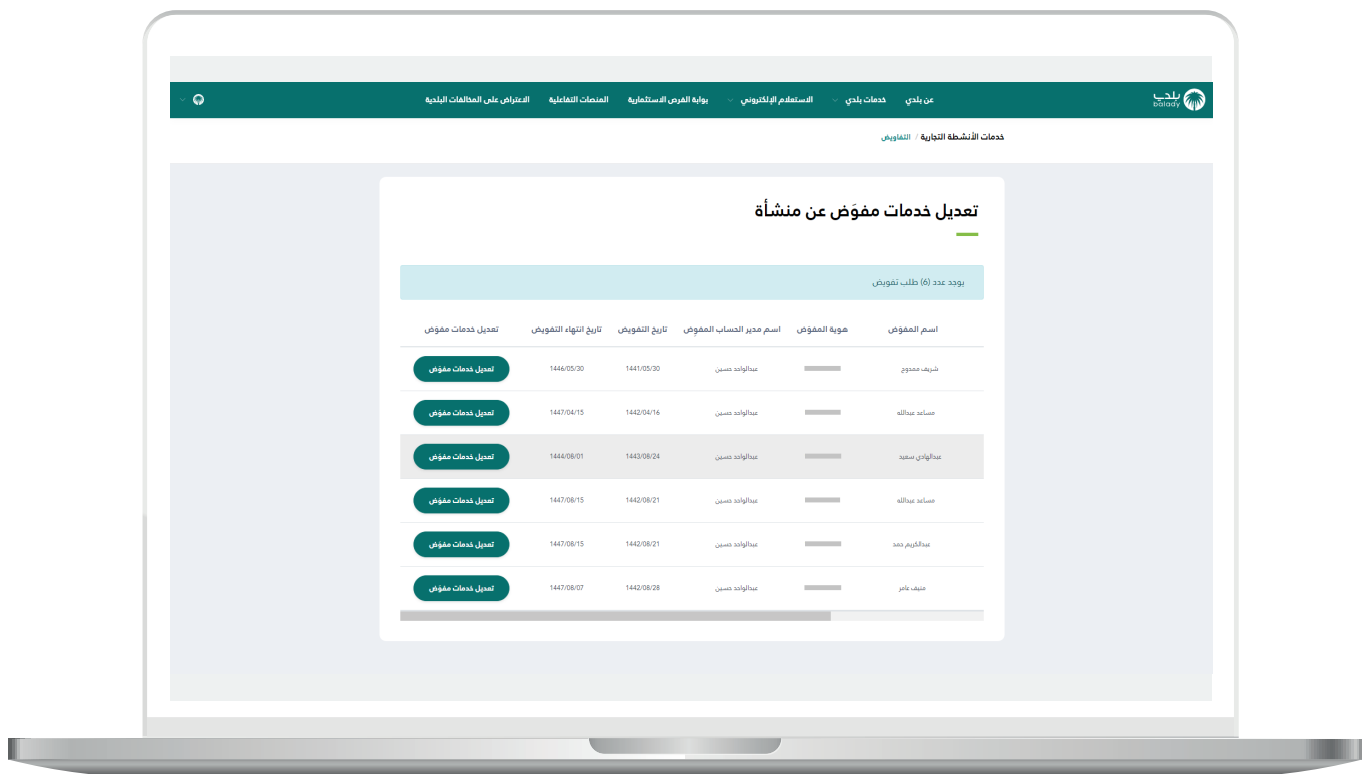 بلدي
balady
عن بلدي خدمات بلدي الاستعلام الإلكتروني بوابة الفرص الاستثمارية المنصات التفاعلية الاعتراض على المخالفات البلدية
خدمات الأنشطة التجارية / التفاويض
تعديل خدمات مفوَض عن منشأة
يوجد عدد (6) طلب تفويض
اسم المفوَض هوية المفوَض اسم مدير الحساب المفوِض تاريخ التفويض تاريخ انتهاء التفويض تعديل خدمات مفوَض
شريف ممدوح عبدالواحد حسين 1441/05/30 1446/05/30 تعديل خدمات مفوَض
مساعد عبدالله عبدالواحد حسين 1442/04/16 1447/04/15 تعديل خدمات مفوَض
عبدالهادي سعيد عبدالواحد حسين 1443/08/24 1444/08/01 تعديل خدمات مفوَض
مساعد عبدالله عبدالواحد حسين 1442/08/21 1447/08/15 تعديل خدمات مفوَض
عبدالكريم حمد عبدالواحد حسين 1442/08/21 1447/08/15 تعديل خدمات مفوَض
منيف عامر عبدالواحد حسين 1442/08/28 1447/08/07 تعديل خدمات مفوَض